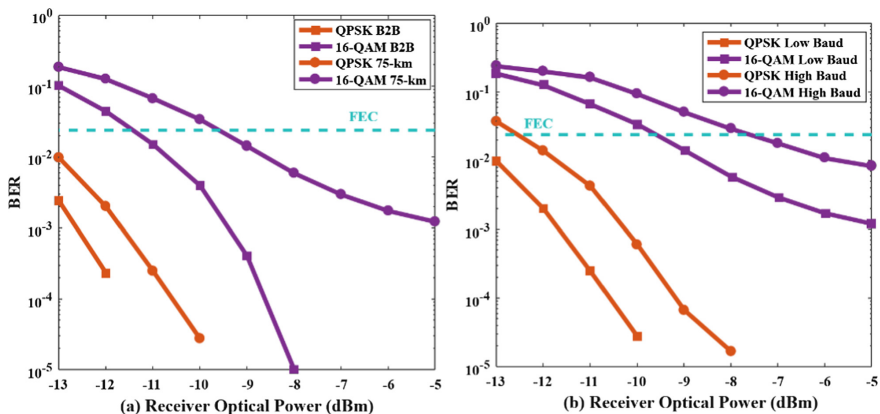 10^0
10^-1
10^-2
10^-3
10^-4
10^-5
BER
QPSK B2B
16-QAM B2B
QPSK 75-km
16-QAM 75-km
FEC
-13 -12 -11 -10 -9 -8 -7 -6 -5
(a) Receiver Optical Power (dBm)
10^0
10^-1
10^-2
10^-3
10^-4
10^-5
BER
QPSK Low Baud
16-QAM Low Baud
QPSK High Baud
16-QAM High Baud
FEC
-13 -12 -11 -10 -9 -8 -7 -6 -5
(b) Receiver Optical Power (dBm)